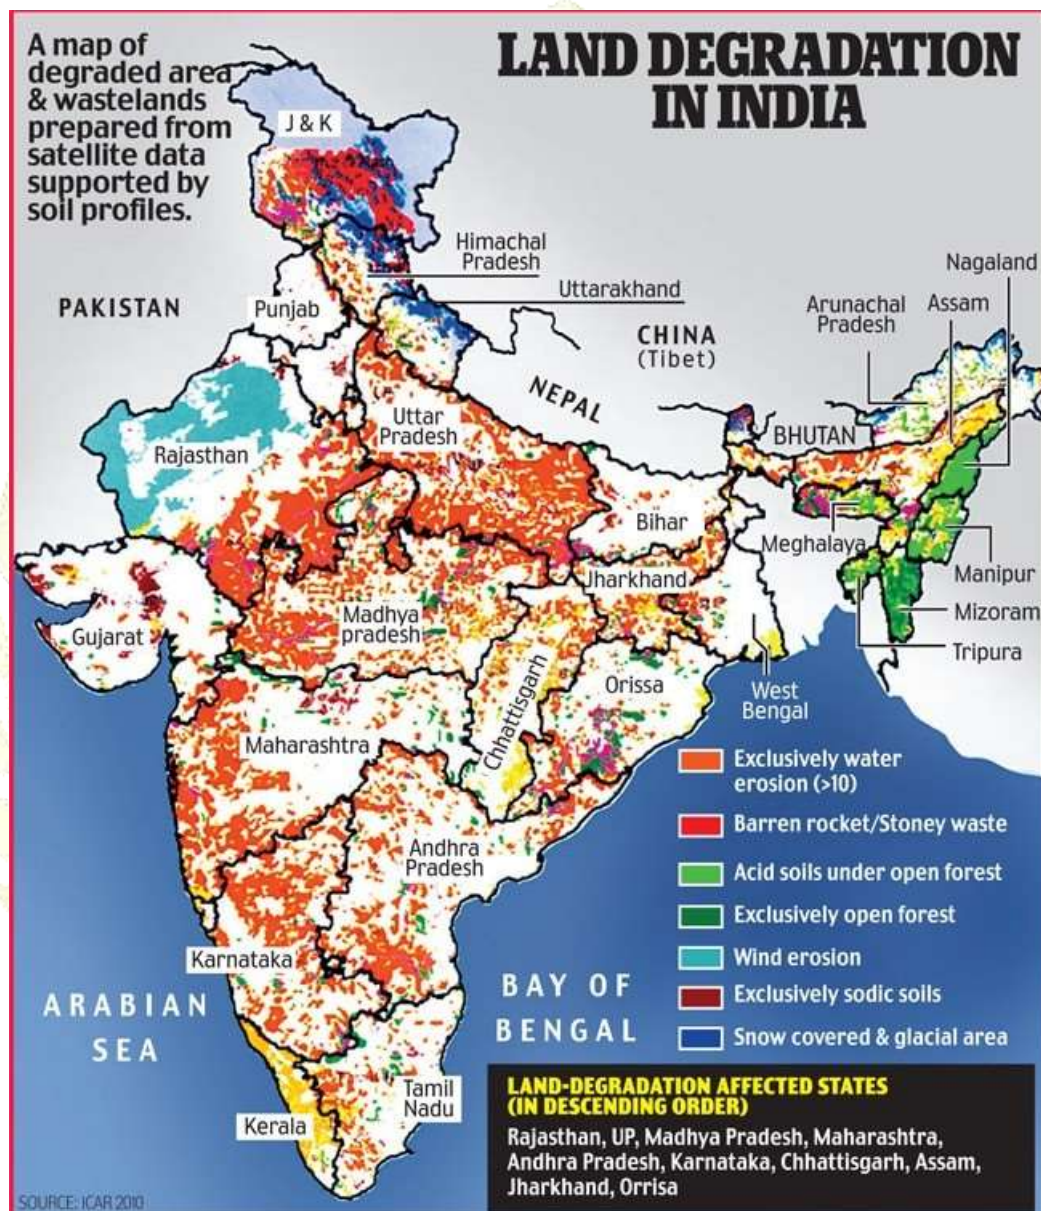 A map of
degraded area
& wastelands
prepared from
satellite data
supported by
soil profiles.
LAND DEGRADATION
IN INDIA
J & K
Himachal
Pradesh
Uttarakhand
Nagaland
Arunachal
Pradesh
Assam
PAKISTAN
Punjab
CHINA
(Tibet)
NEPAL
BHUTAN
Rajasthan
Uttar
Pradesh
Bihar
Meghalaya
Manipur
Mizoram
Tripura
Jharkhand
Gujarat
Madhya
pradesh
Chhattisgarh
Orissa
West
Bengal
Maharashtra
Andhra
Pradesh
Karnataka
ARABIAN
SEA
BAY OF
BENGAL
Tamil
Nadu
Kerala
Exclusively water
erosion (>10)
Barren rocket/Stoney waste
Acid soils under open forest
Exclusively open forest
Wind erosion
Exclusively sodic soils
Snow covered & glacial area
LAND-DEGRADATION AFFECTED STATES
(IN DESCENDING ORDER)
Rajasthan, UP, Madhya Pradesh, Maharashtra,
Andhra Pradesh, Karnataka, Chhattisgarh, Assam,
Jharkhand, Orrisa
SOURCE: ICAR 2010